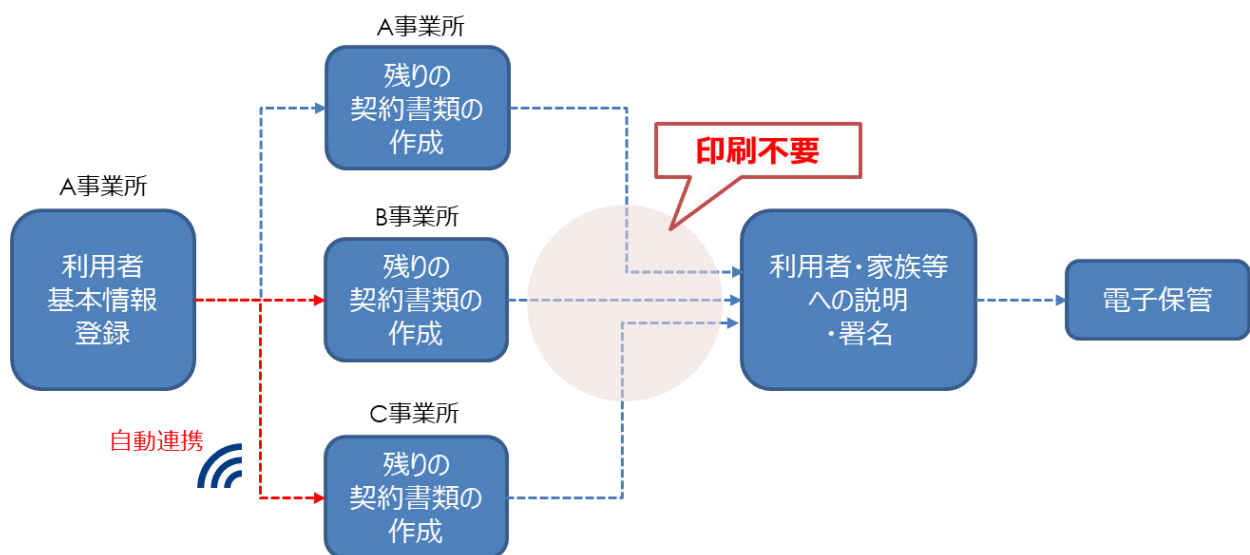 A事業所
利用者
基本情報
登録
自動連携
A事業所
残りの
契約書類の
作成
B事業所
残りの
契約書類の
作成
C事業所
残りの
契約書類の
作成
印刷不要
利用者・家族等
への説明
・署名
電子保管